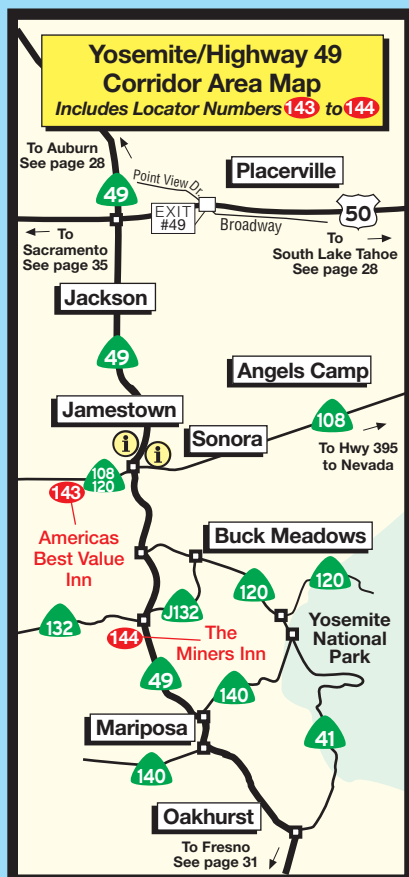 Yosemite/Highway 49
Corridor Area Map
Includes Locator Numbers 143 to 144
To Auburn
See page 28
Point View Dr.
Placerville
49
EXIT
#49
Broadway
50
To
Sacramento
See page 35
To
South Lake Tahoe
See page 28
Jackson
49
Angels Camp
Jamestown
108
i
i
Sonora
To Hwy 395
to Nevada
108
120
143
Americas
Best Value
Inn
Buck Meadows
120
120
J132
132
144
The
Miners Inn
Yosemite
National
Park
49
140
Mariposa
41
140
Oakhurst
To Fresno
See page 31